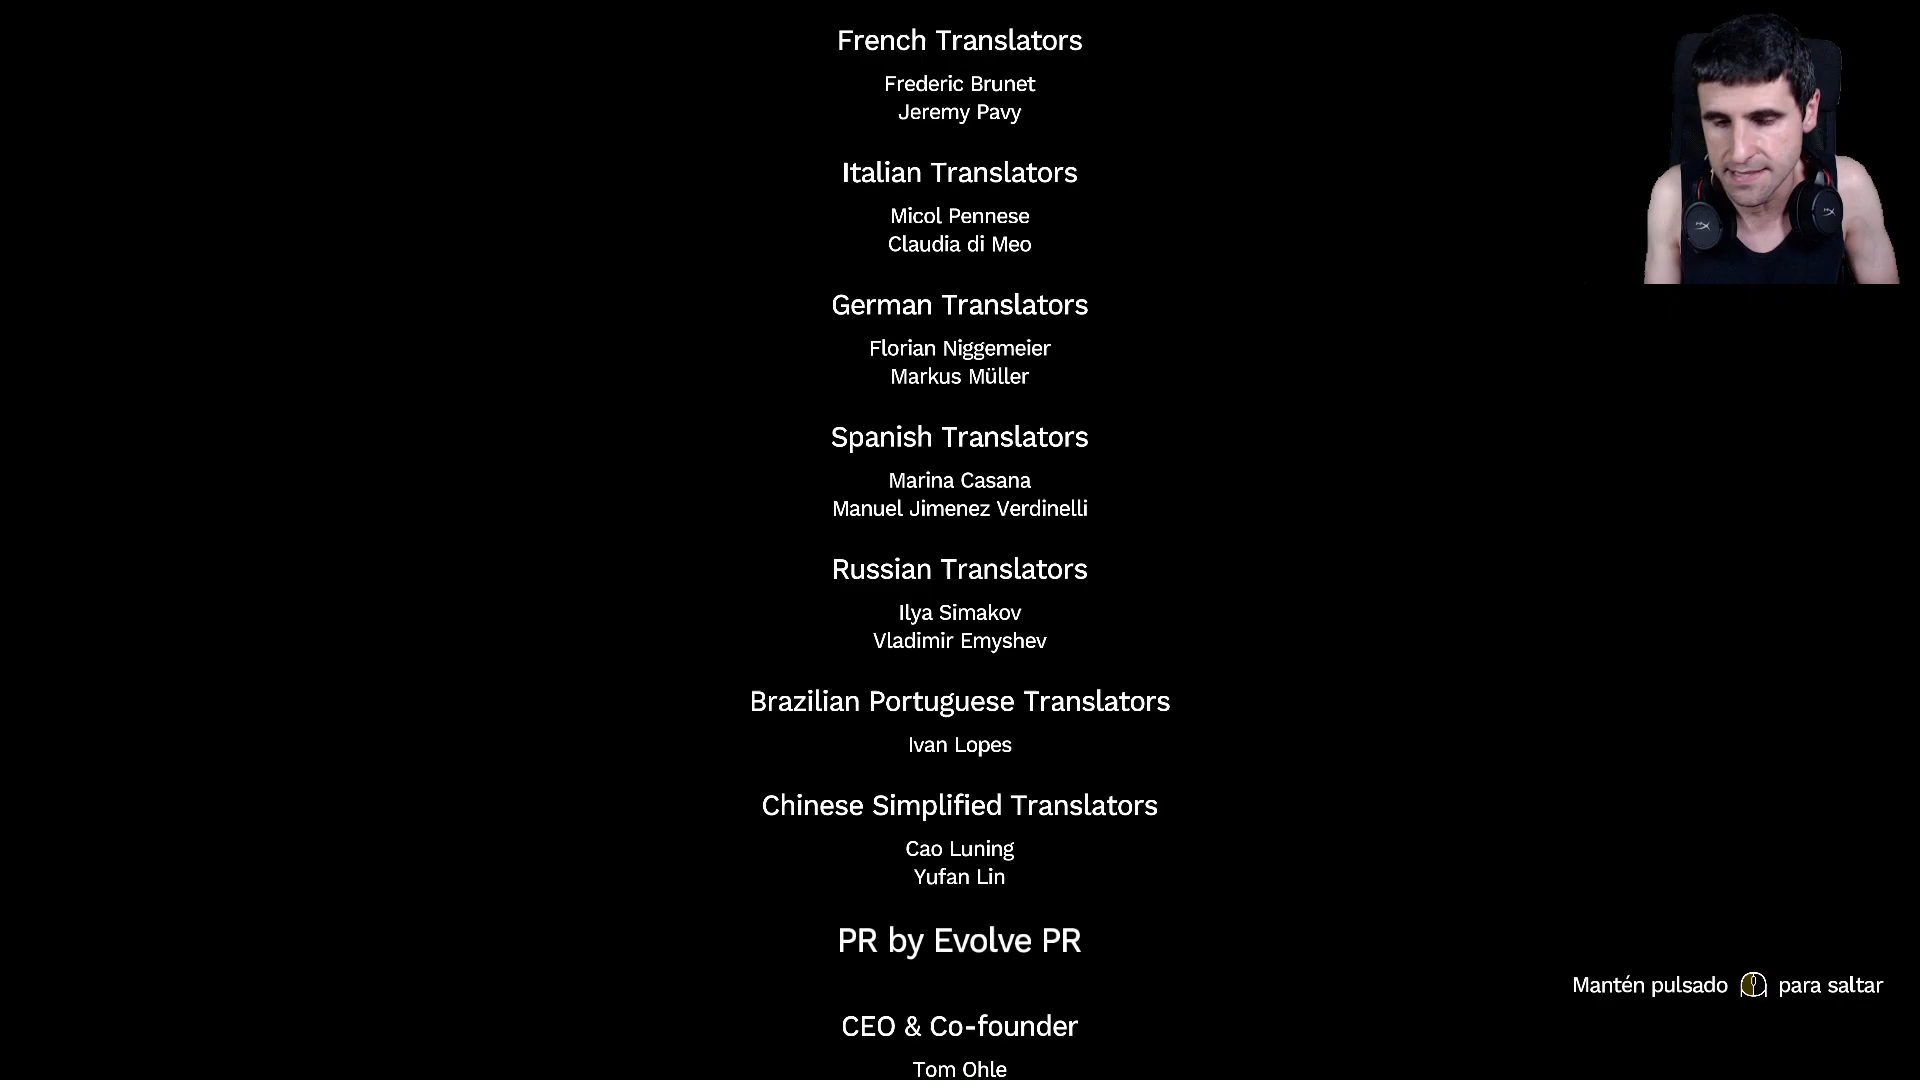 French Translators
Frederic Brunet
Jeremy Pavy
Italian Translators
Micol Pennese
Claudia di Meo
German Translators
Florian Niggemeier
Markus Müller
Spanish Translators
Marina Casana
Manuel Jimenez Verdinelli
Russian Translators
Ilya Simakov
Vladimir Emyshev
Brazilian Portuguese Translators
Ivan Lopes
Chinese Simplified Translators
Cao Luning
Yufan Lin
PR by Evolve PR
Mantén pulsado para saltar
CEO & Co-founder
Tom Ohle